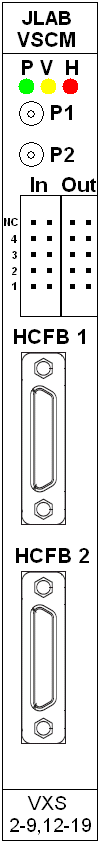 JLAB
VSCM
P V H
P1
P2
In Out
NC
4
3
2
1
HCFB 1
HCFB 2
VXS
2-9,12-19